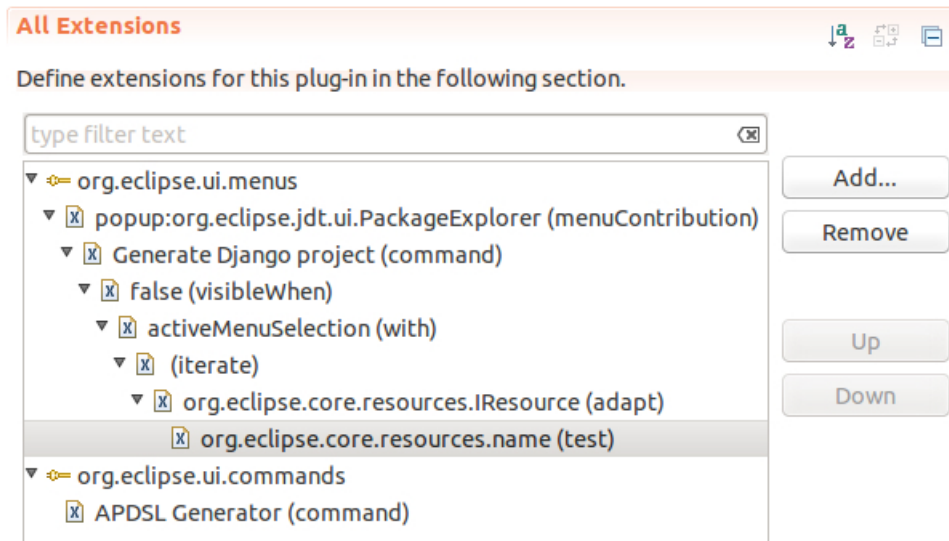 All Extensions
Define extensions for this plug-in in the following section.
type filter text
org.eclipse.ui.menus
popup:org.eclipse.jdt.ui.PackageExplorer (menuContribution)
Generate Django project (command)
false (visibleWhen)
activeMenuSelection (with)
(iterate)
org.eclipse.core.resources.IResource (adapt)
org.eclipse.core.resources.name (test)
org.eclipse.ui.commands
APDSL Generator (command)
Add...
Remove
Up
Down